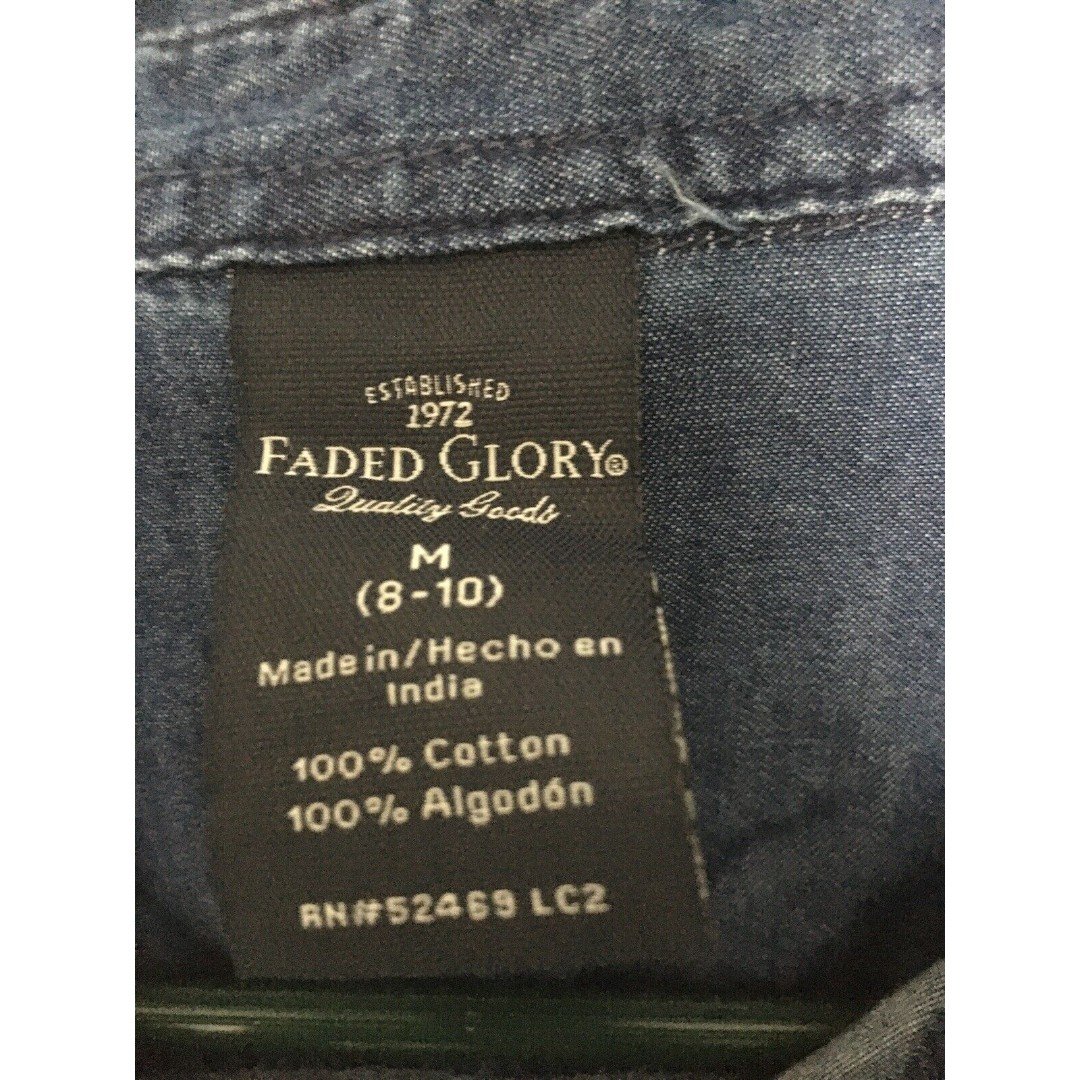 ESTABLISHED
1972
FADED GLORY®
Quality Goods
M
(8-10)
Made in/Hecho en
India
100% Cotton
100% Algodón
RN#52469 LC2